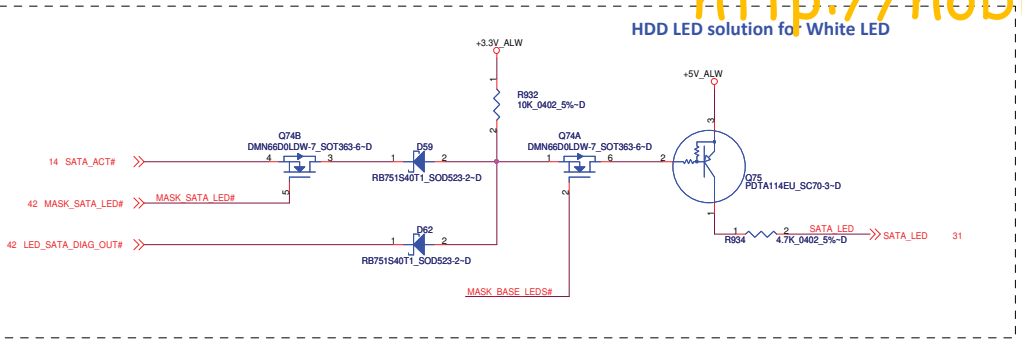 HDD LED solution for White LED
+3.3V_ALW
1
R932
10K_0402_5%~D
2
+5V_ALW
3
Q74B
DMN66D0LDW-7_SOT363-6~D
D59
Q74A
DMN66D0LDW-7_SOT363-6~D
14 SATA_ACT#
4
3
1
2
1
6
2
RB751S40T1_SOD523-2~D
Q75
PDTA114EU_SC70-3~D
5
2
42 MASK_SATA_LED#
MASK_SATA_LED#
1
D62
42 LED_SATA_DIAG_OUT#
1
2
RB751S40T1_SOD523-2~D
1
2
SATA_LED
SATA_LED
31
R934
4.7K_0402_5%~D
MASK_BASE_LEDS#